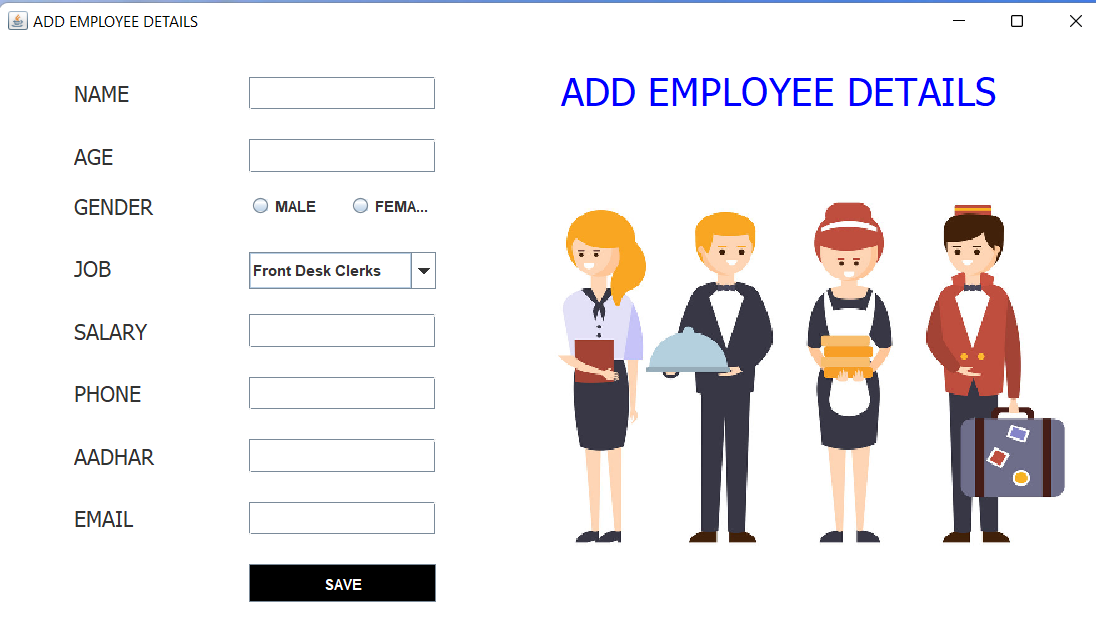 ADD EMPLOYEE DETAILS
ADD EMPLOYEE DETAILS
NAME
AGE
GENDER MALE FEMA...
JOB Front Desk Clerks
SALARY
PHONE
AADHAR
EMAIL
SAVE